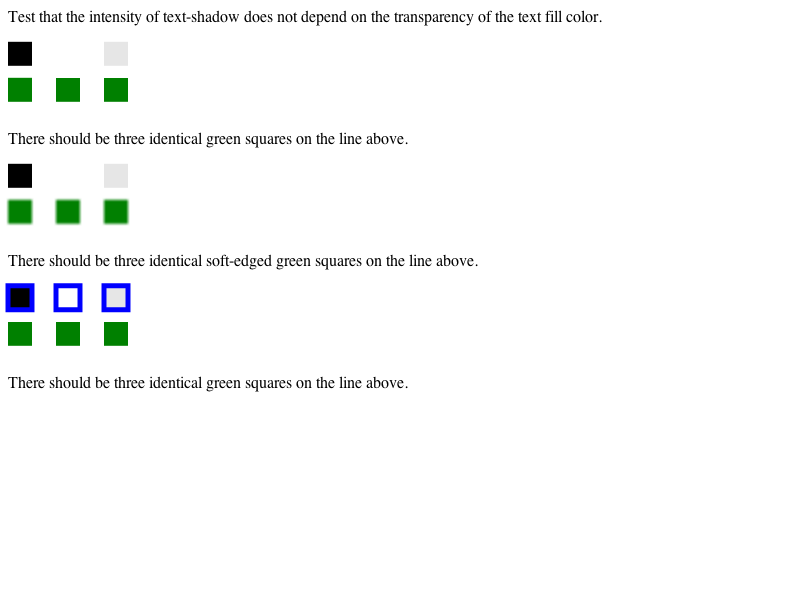 Test that the intensity of text-shadow does not depend on the transparency of the text fill color.
There should be three identical green squares on the line above.
There should be three identical soft-edged green squares on the line above.
There should be three identical green squares on the line above.